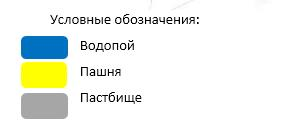 Условные обозначения:
Водопой
Пашня
Пастбище